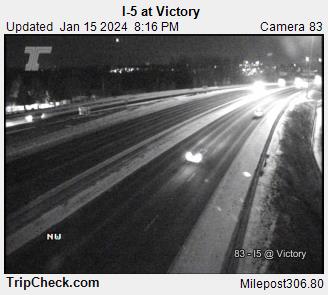 I-5 at Victory
Updated Jan 15 2024 8:16 PM Camera 83
T
NW
83 - I5 @ Victory
TripCheck.com Milepost306.80